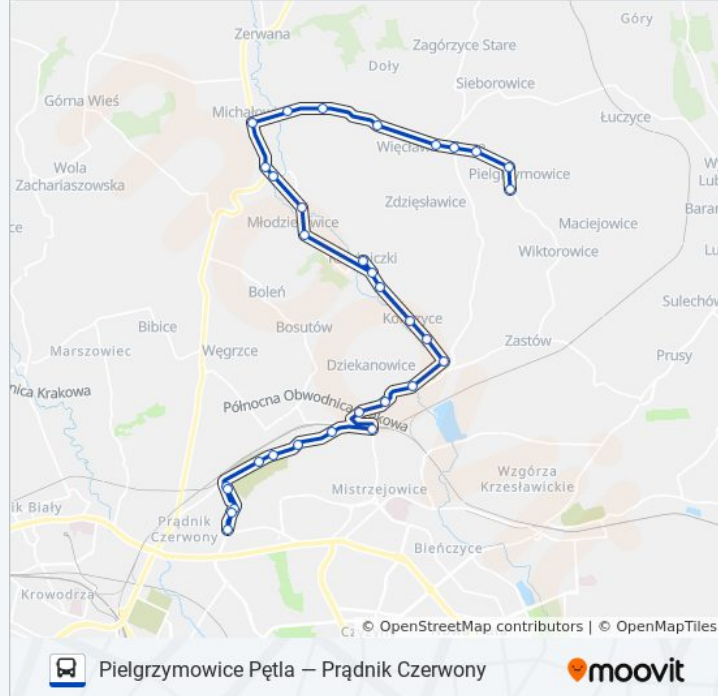 Zerwana
Góry
Zagórzyce Stare
Doły
Sieborowice
Górna Wieś
Łuczyce
Wola
Zachariaszowska
Pielgrzymowice
Zdzięsławice
Maciejowice
Wiktorowice
Boleń
Sulechów
Bibice
Bosutów
Zastów
Marszowiec
Węgrzce
Prusy
Dziekanowice
Północna Obwodnica Krakowa
Wzgórza
Krzesławickie
Mistrzejowice
Prądnik
Czerwony
Bieńczyce
Krowodrza
© OpenStreetMap contributors | © OpenMapTiles
Pielgrzymowice Pętla — Prądnik Czerwony
moovit